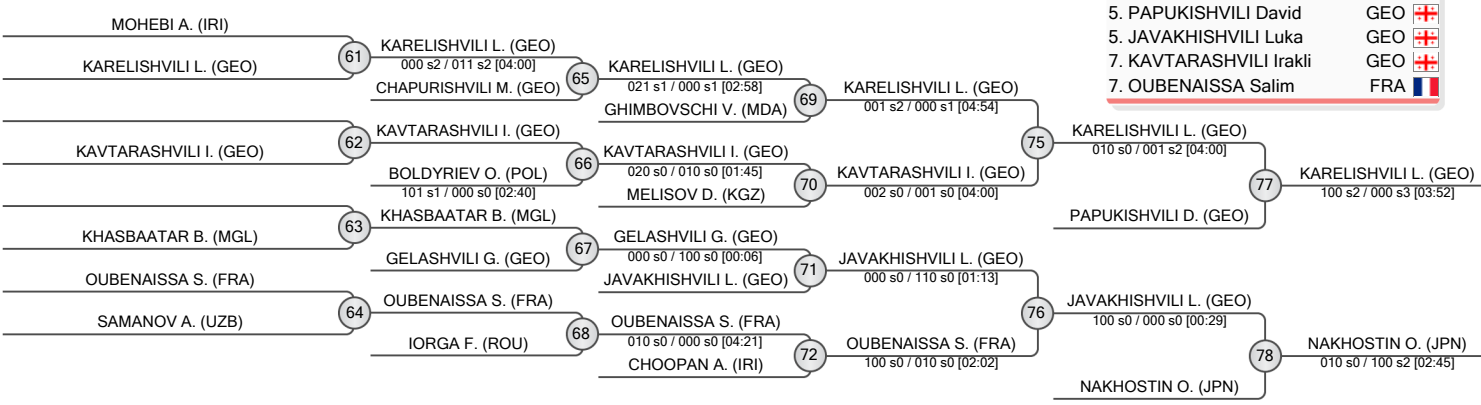 5. PAPUKISHVILI David GEO
5. JAVAKHISHVILI Luka GEO
7. KAVTARASHVILI Irakli GEO
7. OUBENAISSA Salim FRA
MOHEBI A. (IRI)
61
KARELISHVILI L. (GEO)
KARELISHVILI L. (GEO)
000 s2 / 011 s2 [04:00]
CHAPURISHVILI M. (GEO)
65
KARELISHVILI L. (GEO)
021 s1 / 000 s1 [02:58]
GHIMBOVSCHI V. (MDA)
69
KARELISHVILI L. (GEO)
001 s2 / 000 s1 [04:54]
62
KAVTARASHVILI I. (GEO)
KAVTARASHVILI I. (GEO)
BOLDYRIEV O. (POL)
101 s1 / 000 s0 [02:40]
66
KAVTARASHVILI I. (GEO)
020 s0 / 010 s0 [01:45]
MELISOV D. (KGZ)
70
KAVTARASHVILI I. (GEO)
002 s0 / 001 s0 [04:00]
75
KARELISHVILI L. (GEO)
010 s0 / 001 s2 [04:00]
PAPUKISHVILI D. (GEO)
77
KARELISHVILI L. (GEO)
100 s2 / 000 s3 [03:52]
63
KHASBAATAR B. (MGL)
KHASBAATAR B. (MGL)
GELASHVILI G. (GEO)
67
GELASHVILI G. (GEO)
000 s0 / 100 s0 [00:06]
JAVAKHISHVILI L. (GEO)
71
JAVAKHISHVILI L. (GEO)
000 s0 / 110 s0 [01:13]
OUBENAISSA S. (FRA)
64
SAMANOV A. (UZB)
OUBENAISSA S. (FRA)
IORGA F. (ROU)
68
OUBENAISSA S. (FRA)
010 s0 / 000 s0 [04:21]
CHOOPAN A. (IRI)
72
OUBENAISSA S. (FRA)
100 s0 / 010 s0 [02:02]
76
JAVAKHISHVILI L. (GEO)
100 s0 / 000 s0 [00:29]
NAKHOSTIN O. (JPN)
78
NAKHOSTIN O. (JPN)
010 s0 / 100 s2 [02:45]